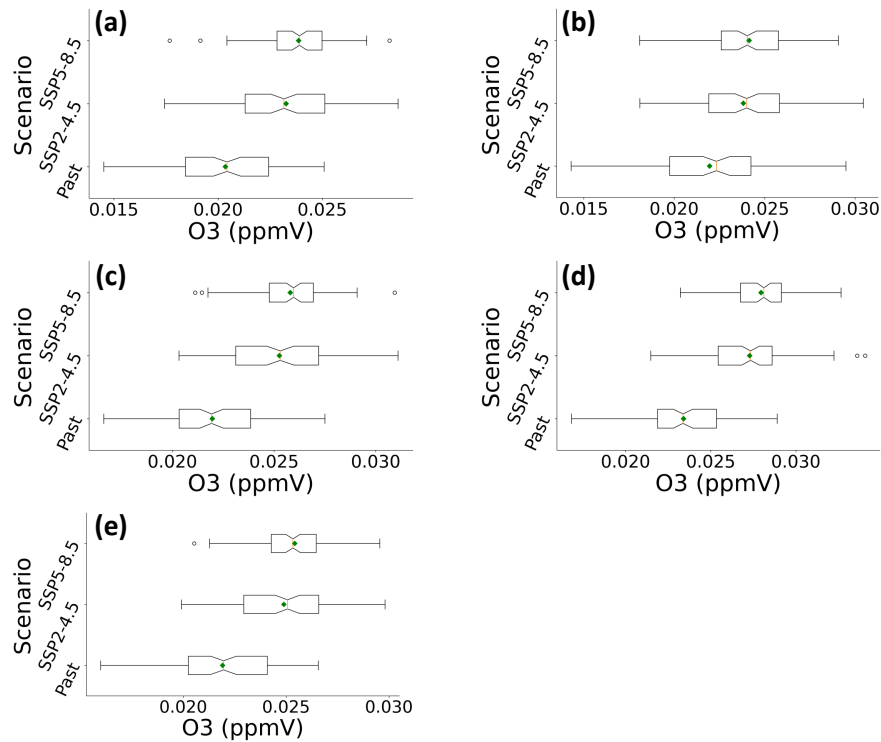 (a)
Scenario
SSP5-8.5
SSP2-4.5
Past
0.015 0.020 0.025
O3 (ppmV)
(b)
Scenario
SSP5-8.5
SSP2-4.5
Past
0.015 0.020 0.025 0.030
O3 (ppmV)
(c)
Scenario
SSP5-8.5
SSP2-4.5
Past
0.020 0.025 0.030
O3 (ppmV)
(d)
Scenario
SSP5-8.5
SSP2-4.5
Past
0.020 0.025 0.030
O3 (ppmV)
(e)
Scenario
SSP5-8.5
SSP2-4.5
Past
0.020 0.025 0.030
O3 (ppmV)